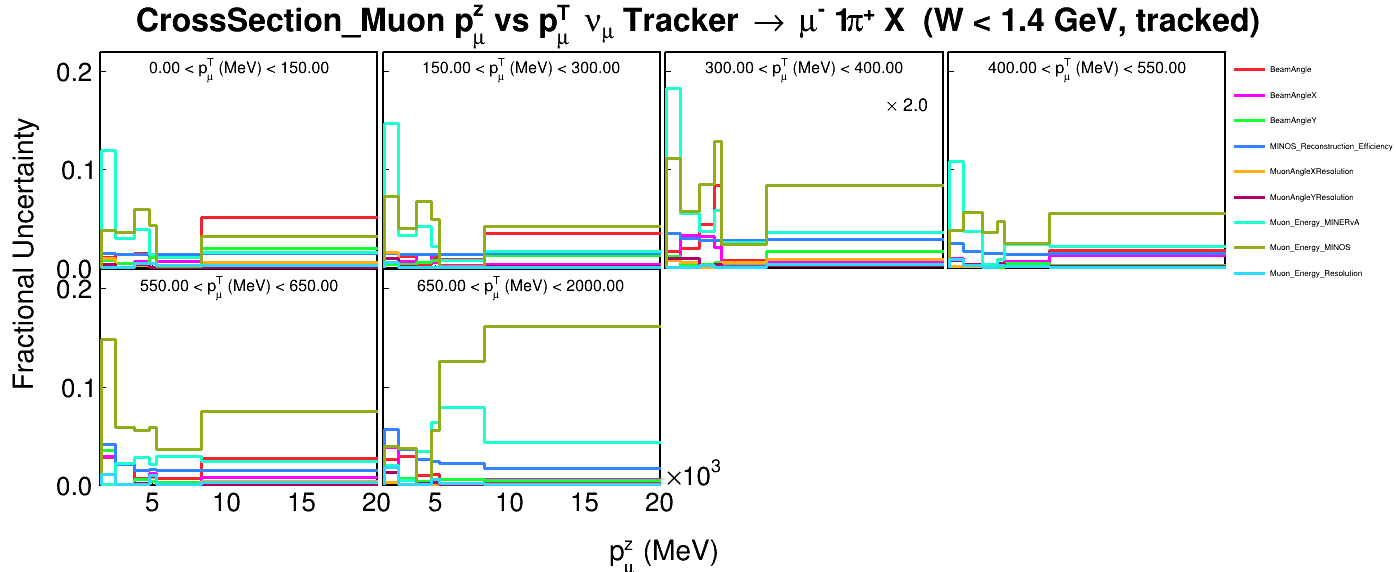 CrossSection_Muon p^z_μ vs p^T_μ ν_μ Tracker → μ^- 1π^+ X (W < 1.4 GeV, tracked)
Fractional Uncertainty
0.2
0.1
0.0
0.00 < p^T_μ (MeV) < 150.00
150.00 < p^T_μ (MeV) < 300.00
300.00 < p^T_μ (MeV) < 400.00
× 2.0
400.00 < p^T_μ (MeV) < 550.00
BeamAngle
BeamAngleX
BeamAngleY
MINOS_Reconstruction_Efficiency
MuonAngleXResolution
MuonAngleYResolution
Muon_Energy_MINERvA
Muon_Energy_MINOS
Muon_Energy_Resolution
0.2
0.1
0.0
550.00 < p^T_μ (MeV) < 650.00
650.00 < p^T_μ (MeV) < 2000.00
5 10 15 20
5 10 15 20
×10^3
p^z_μ (MeV)